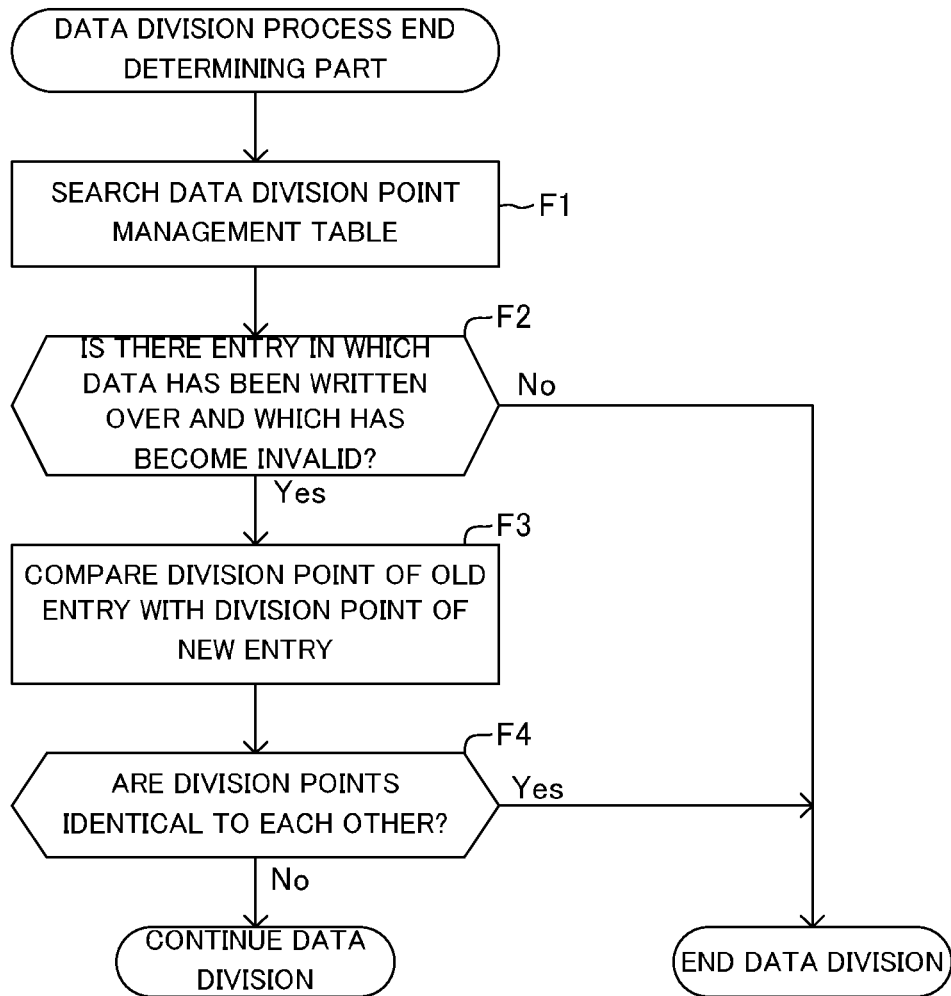 DATA DIVISION PROCESS END
DETERMINING PART
SEARCH DATA DIVISION POINT
MANAGEMENT TABLE
F1
F2
IS THERE ENTRY IN WHICH
DATA HAS BEEN WRITTEN
OVER AND WHICH HAS
BECOME INVALID?
No
Yes
F3
COMPARE DIVISION POINT OF OLD
ENTRY WITH DIVISION POINT OF
NEW ENTRY
F4
ARE DIVISION POINTS
IDENTICAL TO EACH OTHER?
Yes
No
CONTINUE DATA
DIVISION
END DATA DIVISION